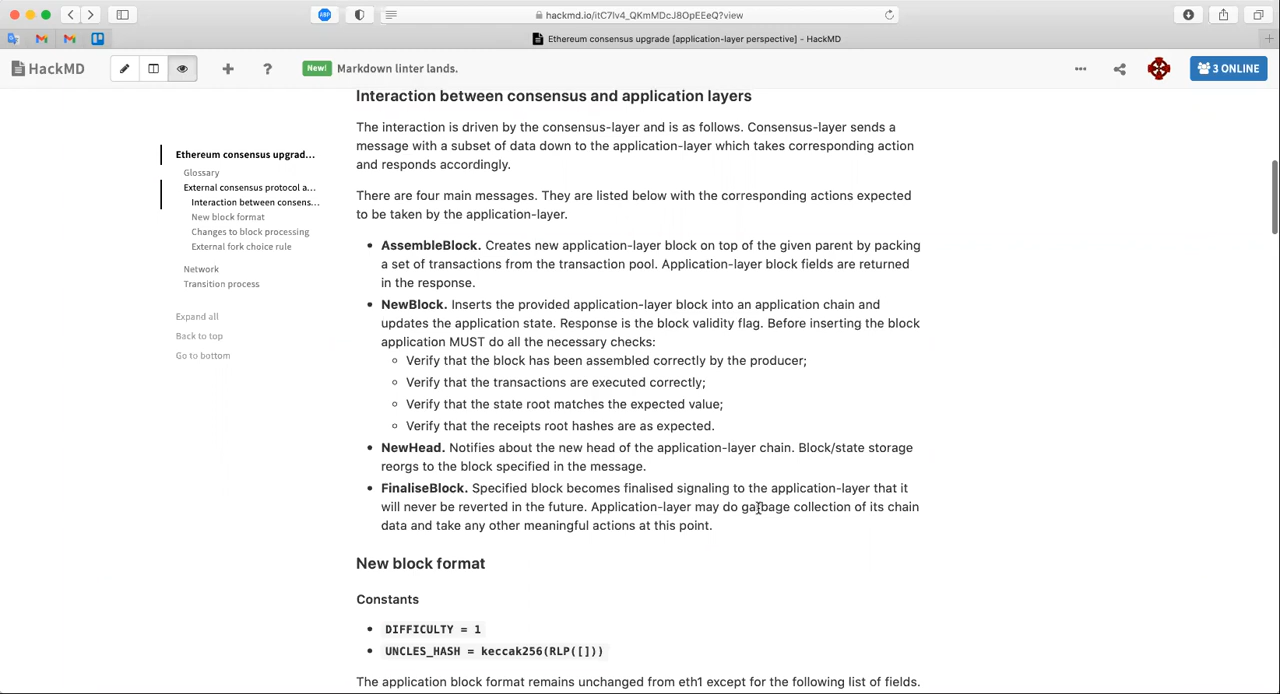 hackmd.io/itC7lv4_QKmMDcJ8OpEEeQ?view
ABP
Ethereum consensus upgrade [application-layer perspective] - HackMD
HackMD
New!
Markdown linter lands.
3 ONLINE
Ethereum consensus upgrad...
Glossary
External consensus protocol a...
Interaction between consens...
New block format
Changes to block processing
External fork choice rule
Network
Transition process
Expand all
Back to top
Go to bottom
Interaction between consensus and application layers
The interaction is driven by the consensus-layer and is as follows. Consensus-layer sends a
message with a subset of data down to the application-layer which takes corresponding action
and responds accordingly.
There are four main messages. They are listed below with the corresponding actions expected
to be taken by the application-layer.
• AssembleBlock. Creates new application-layer block on top of the given parent by packing
a set of transactions from the transaction pool. Application-layer block fields are returned
in the response.
• NewBlock. Inserts the provided application-layer block into an application chain and
updates the application state. Response is the block validity flag. Before inserting the block
application MUST do all the necessary checks:
◦ Verify that the block has been assembled correctly by the producer;
◦ Verify that the transactions are executed correctly;
◦ Verify that the state root matches the expected value;
◦ Verify that the receipts root hashes are as expected.
• NewHead. Notifies about the new head of the application-layer chain. Block/state storage
reorgs to the block specified in the message.
• FinaliseBlock. Specified block becomes finalised signaling to the application-layer that it
will never be reverted in the future. Application-layer may do garbage collection of its chain
data and take any other meaningful actions at this point.
New block format
Constants
• DIFFICULTY = 1
• UNCLES_HASH = keccak256(RLP([]))
The application block format remains unchanged from eth1 except for the following list of fields.